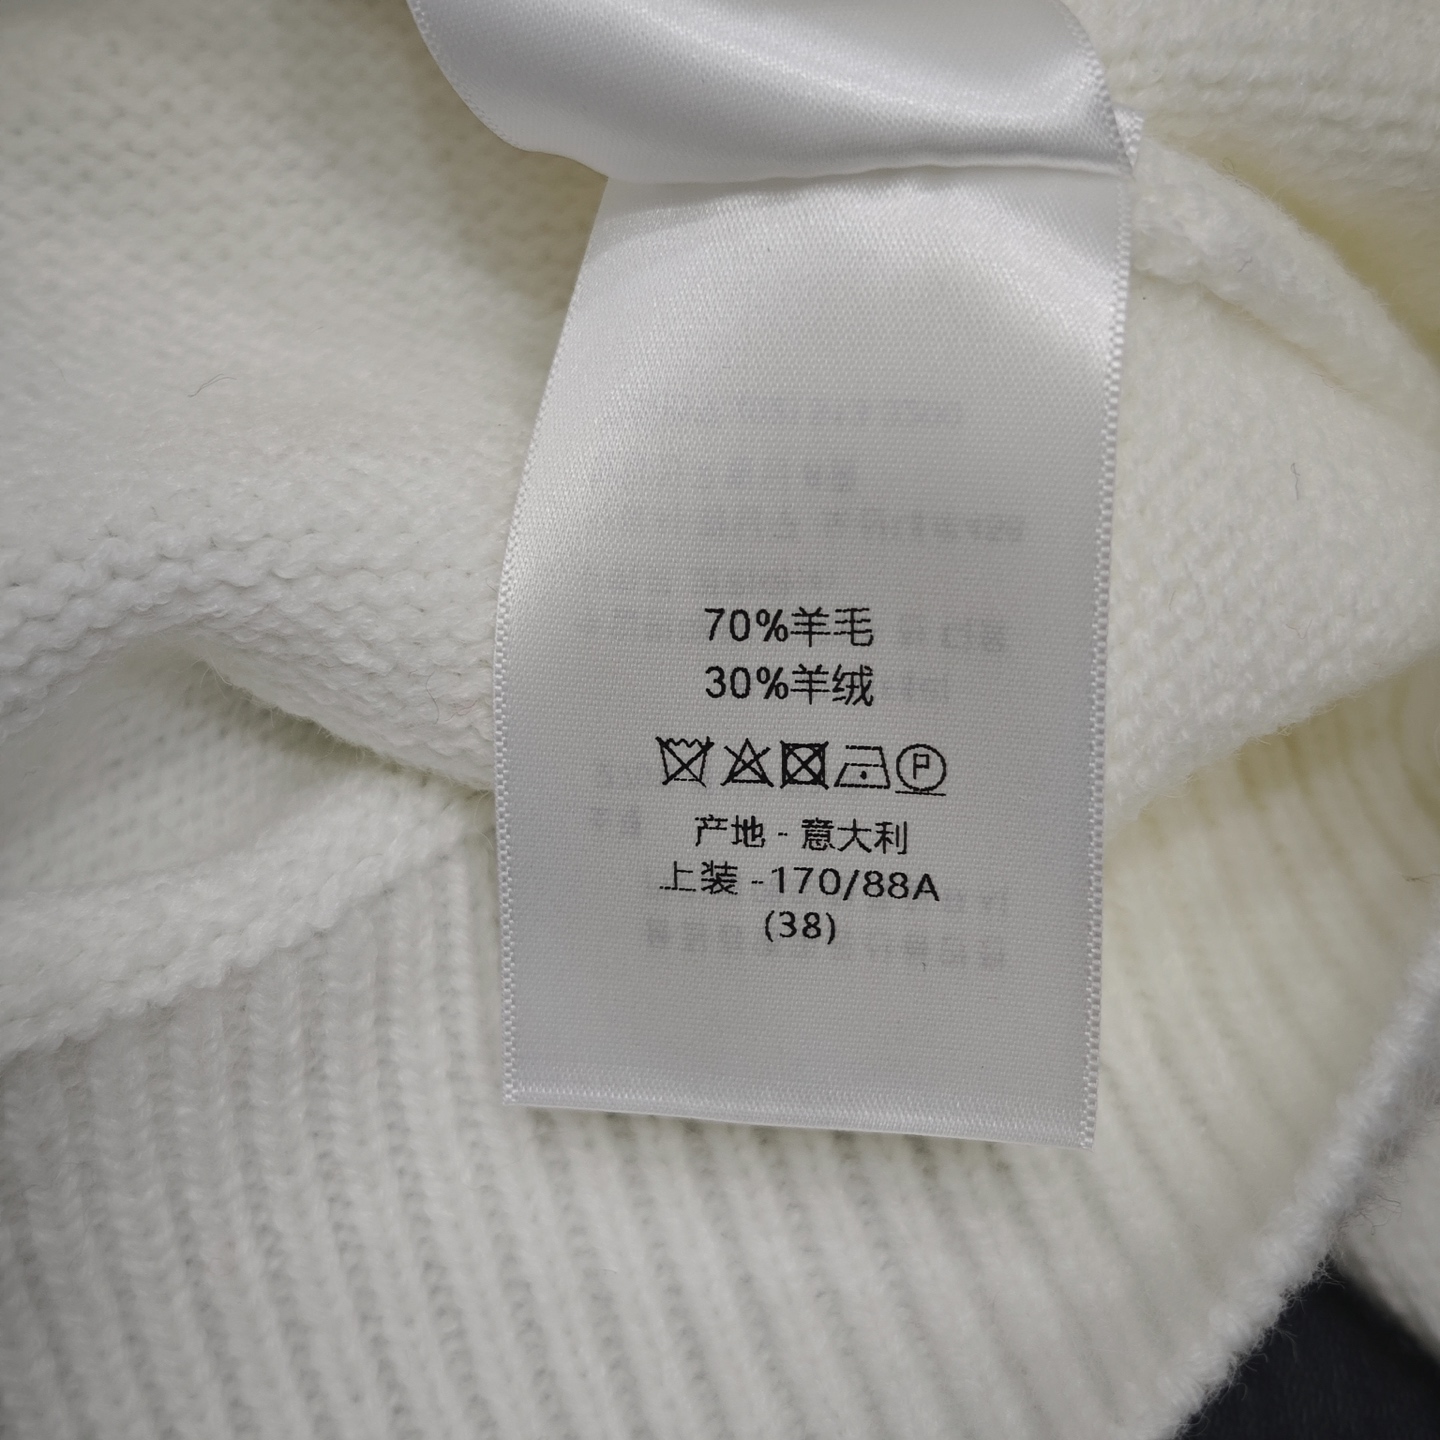 70%羊毛
30%羊绒
P
产地 - 意大利
上装 -170/88A
(38)